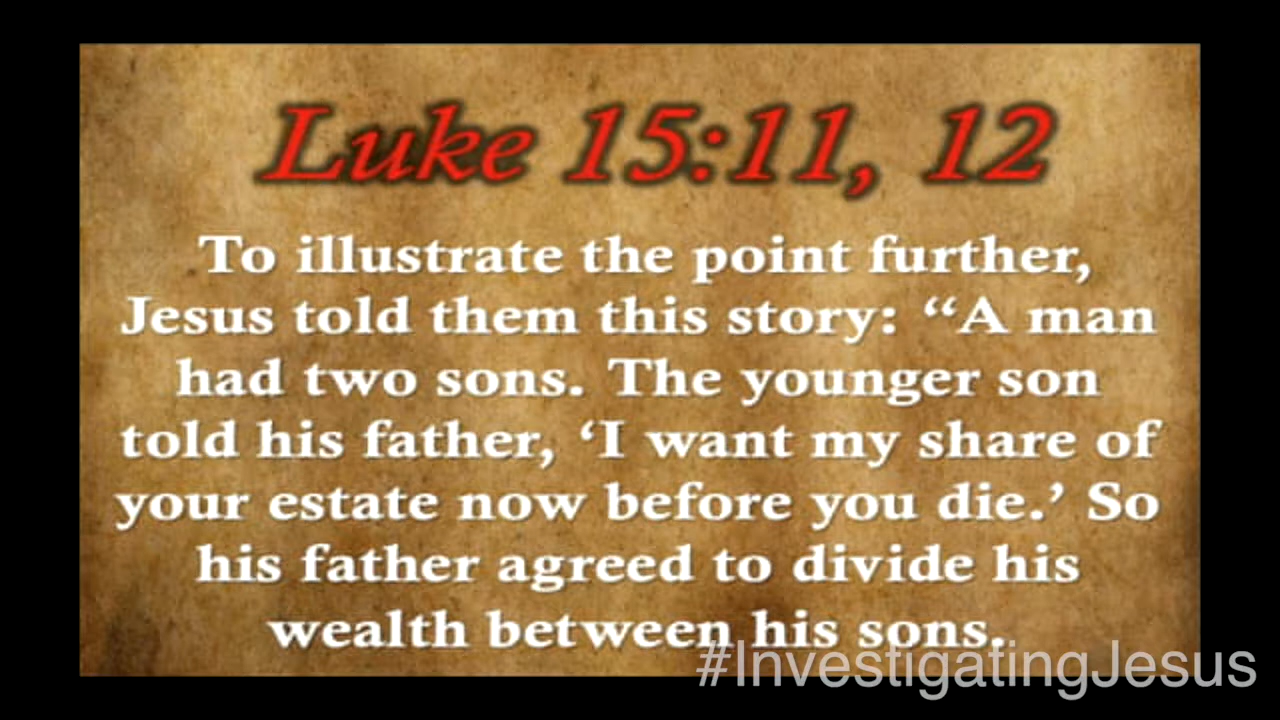 Luke 15:11, 12
To illustrate the point further,
Jesus told them this story: “A man
had two sons. The younger son
told his father, ‘I want my share of
your estate now before you die.’ So
his father agreed to divide his
wealth between his sons.
#InvestigatingJesus